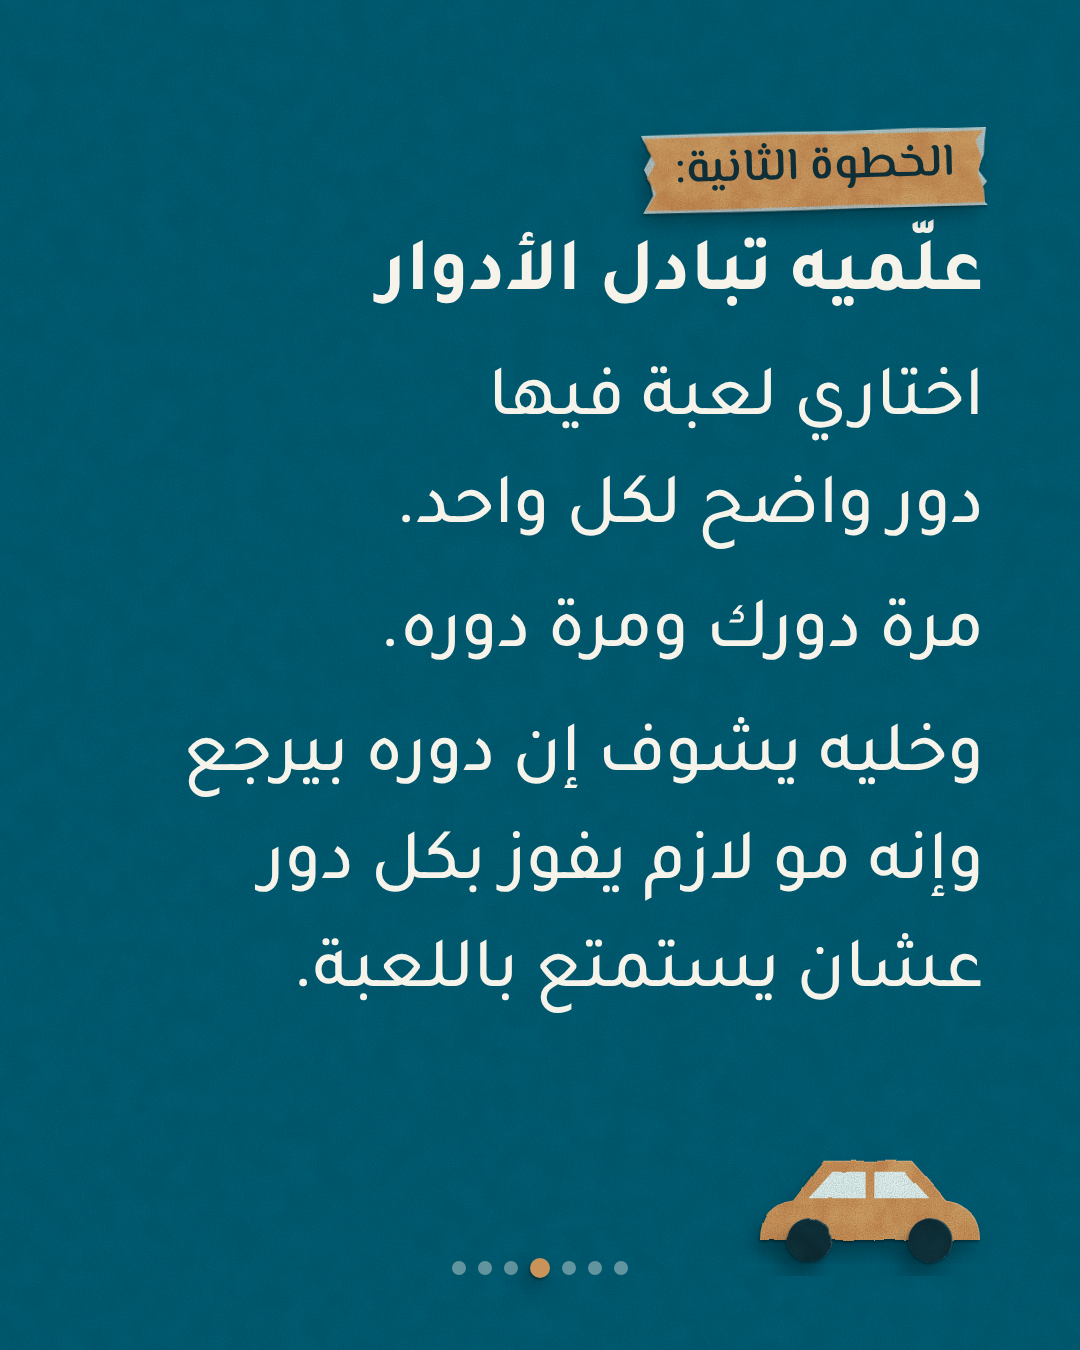 الخطوة الثانية:
علّميه تبادل الأدوار
اختاري لعبة فيها
دور واضح لكل واحد.
مرة دورك ومرة دوره.
وخليه يشوف إن دوره بيرجع
وإنه مو لازم يفوز بكل دور
عشان يستمتع باللعبة.